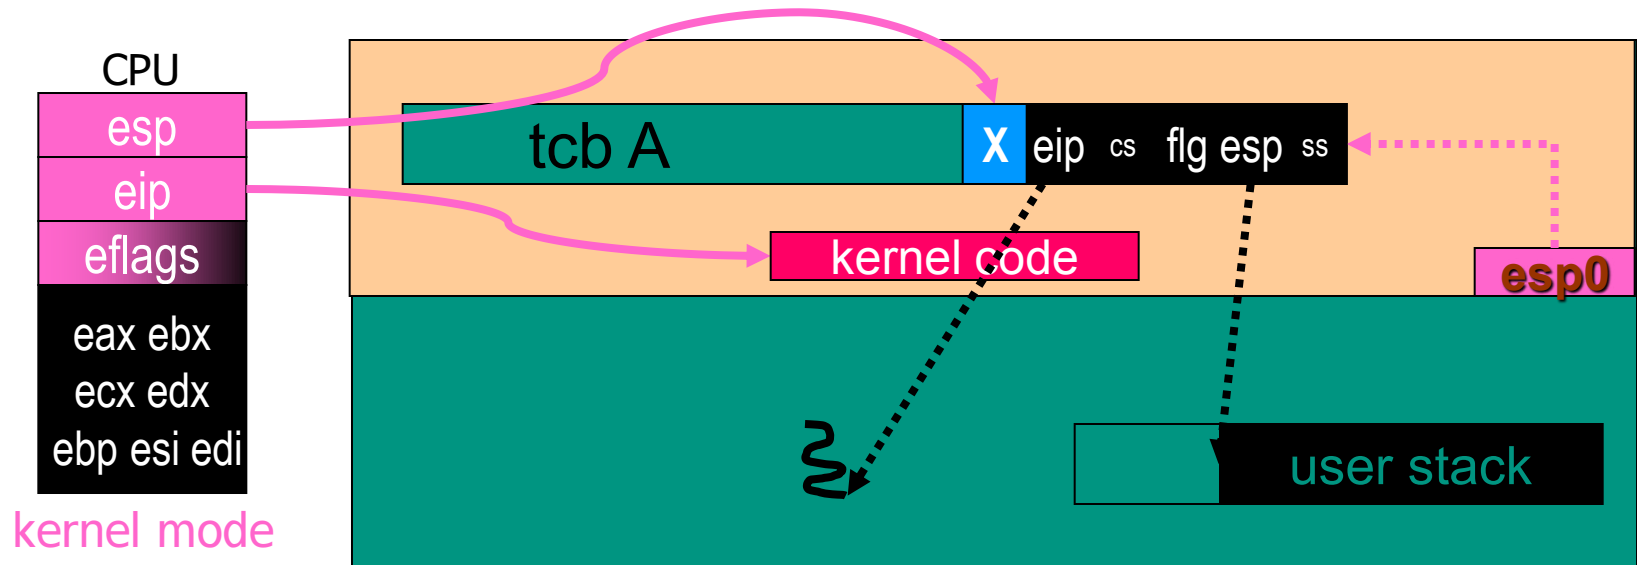 CPU
esp
eip
eflags
eax ebx
ecx edx
ebp esi edi
kernel mode
tcb A
X
eip cs flg esp ss
kernel code
esp0
user stack